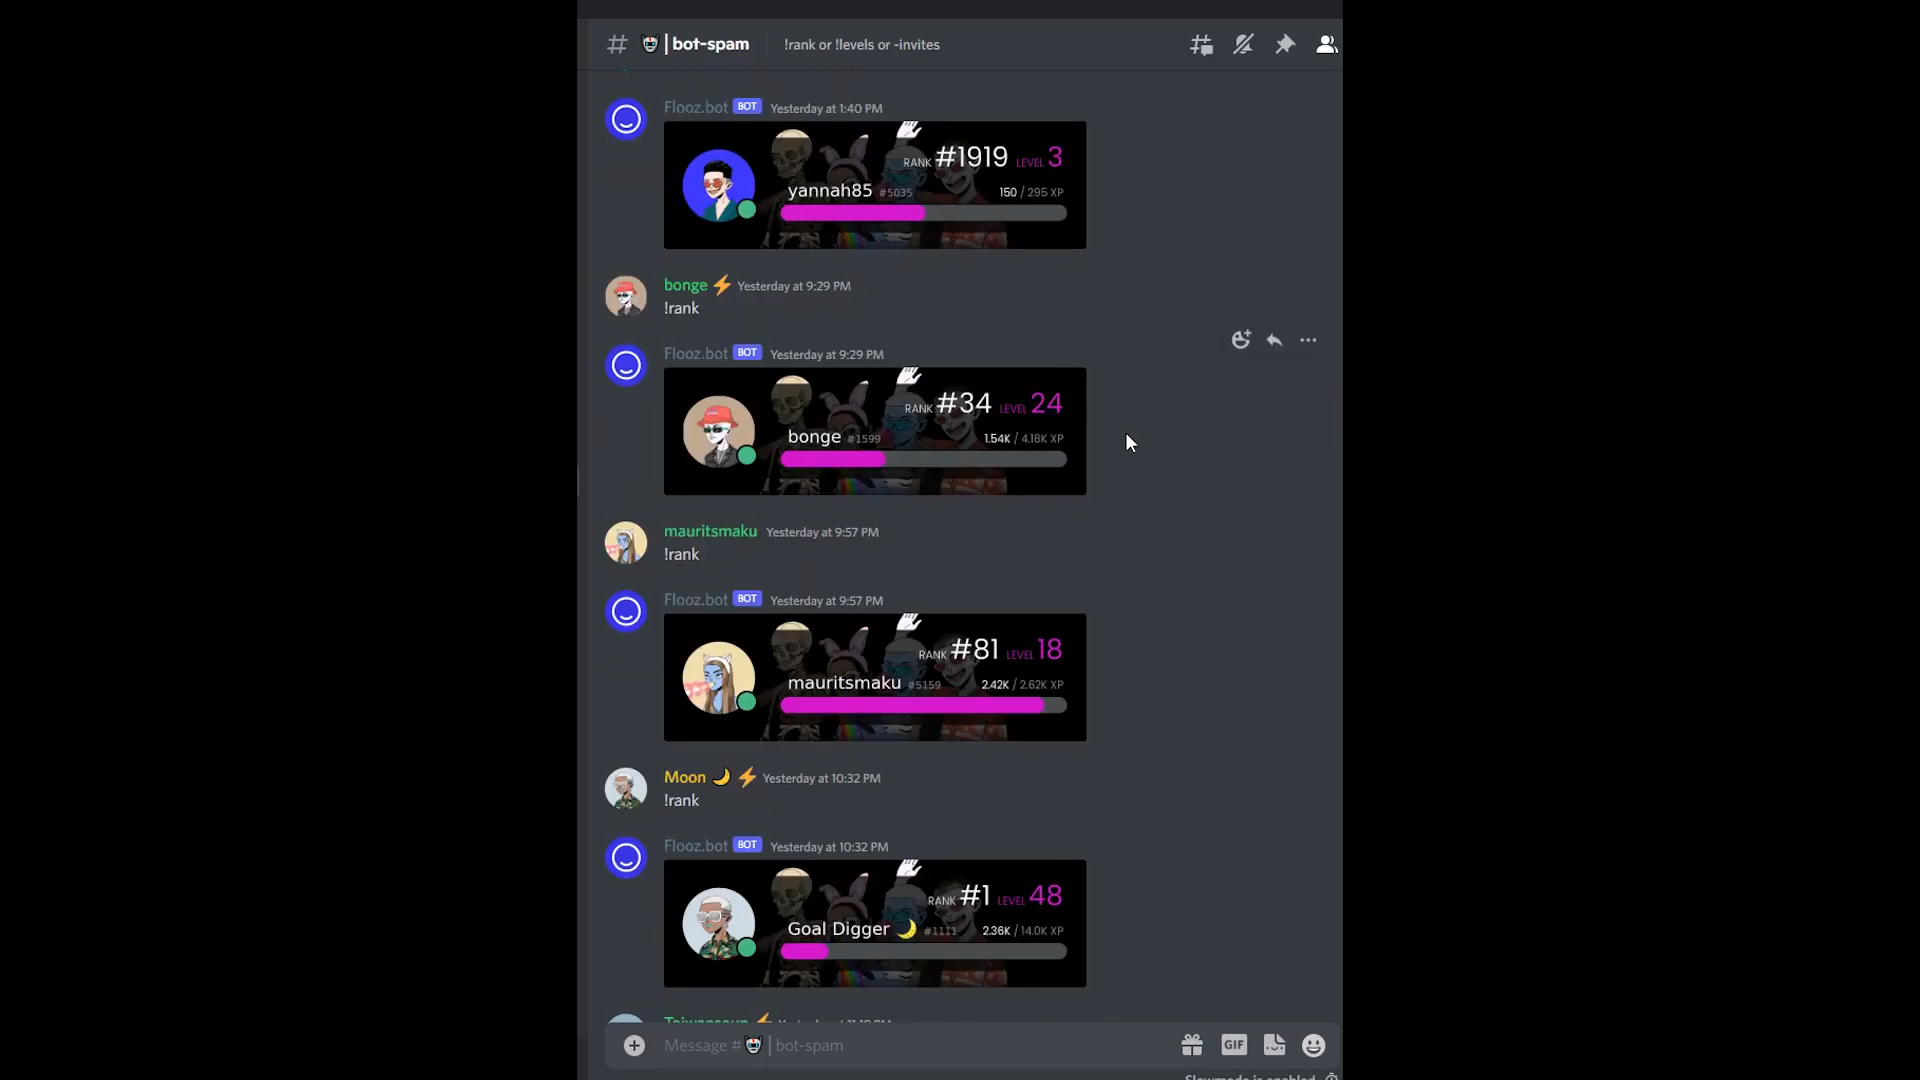 # | bot-spam !rank or !levels or -invites
Flooz.bot BOT Yesterday at 1:40 PM
RANK #1919 LEVEL 3
yannah85 #5035 150 / 295 XP
bonge ⚡ Yesterday at 9:29 PM
!rank
Flooz.bot BOT Yesterday at 9:29 PM
RANK #34 LEVEL 24
bonge #1599 1.54K / 4.18K XP
mauritsmaku Yesterday at 9:57 PM
!rank
Flooz.bot BOT Yesterday at 9:57 PM
RANK #81 LEVEL 18
mauritsmaku #5159 2.42K / 2.62K XP
Moon 🌙 ⚡ Yesterday at 10:32 PM
!rank
Flooz.bot BOT Yesterday at 10:32 PM
RANK #1 LEVEL 48
Goal Digger 🌙 #1111 2.36K / 14.0K XP
Message # | bot-spam GIF
Slowmode is enabled